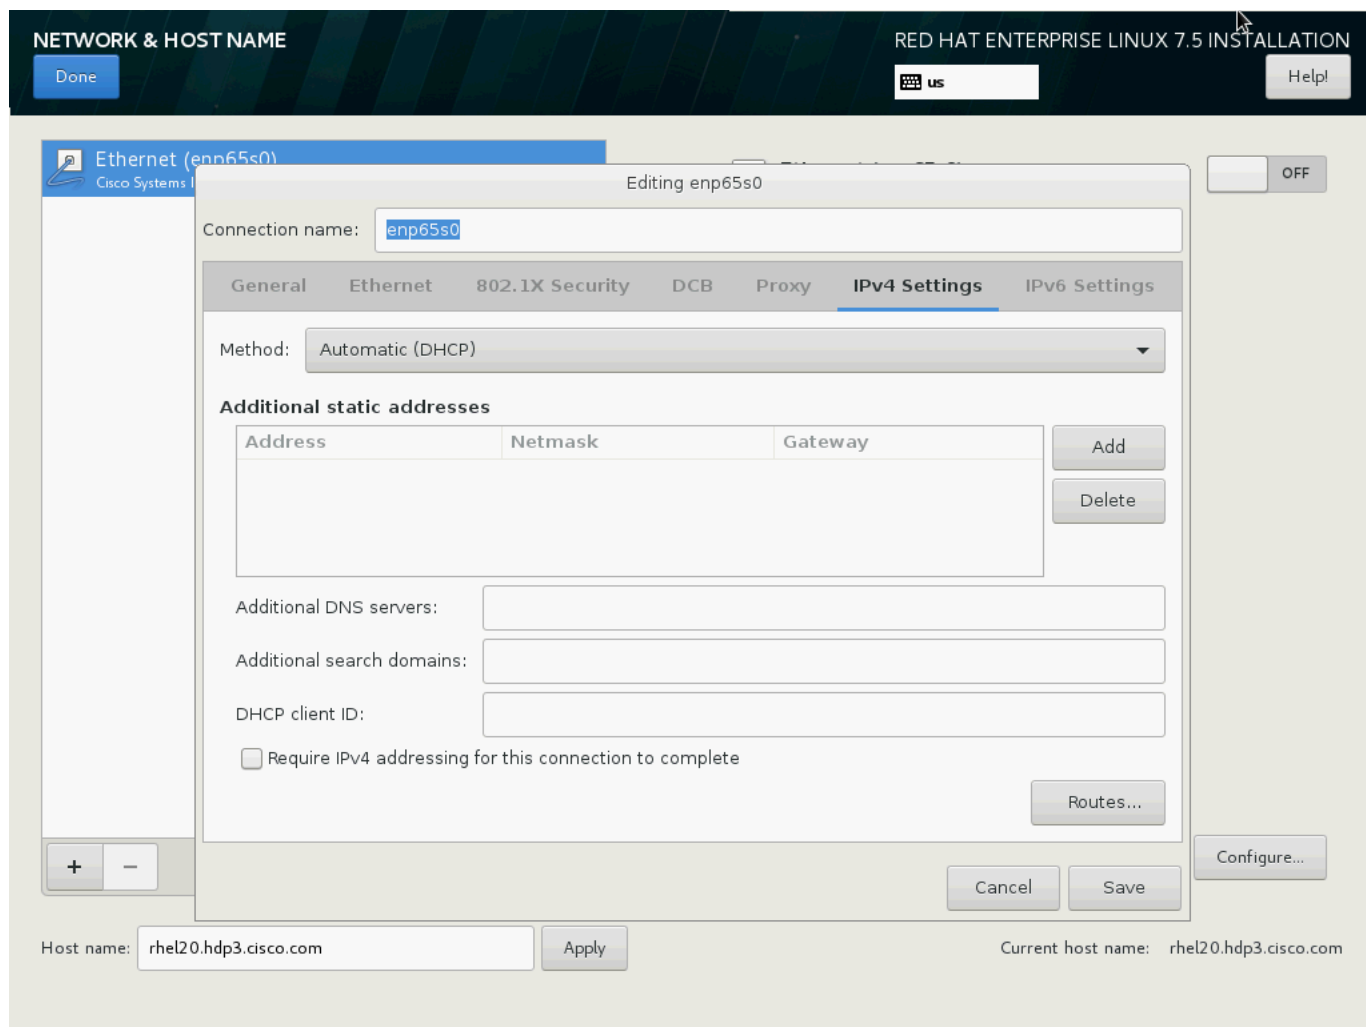 NETWORK & HOST NAME
RED HAT ENTERPRISE LINUX 7.5 INSTALLATION
Done
us
Help!
Ethernet (enp65s0)
Cisco Systems
OFF
Editing enp65s0
Connection name: enp65s0
General Ethernet 802.1X Security DCB Proxy IPv4 Settings IPv6 Settings
Method: Automatic (DHCP)
Additional static addresses
Address Netmask Gateway
Add
Delete
Additional DNS servers:
Additional search domains:
DHCP client ID:
Require IPv4 addressing for this connection to complete
Routes...
+ −
Configure...
Cancel Save
Host name: rhel20.hdp3.cisco.com Apply Current host name: rhel20.hdp3.cisco.com